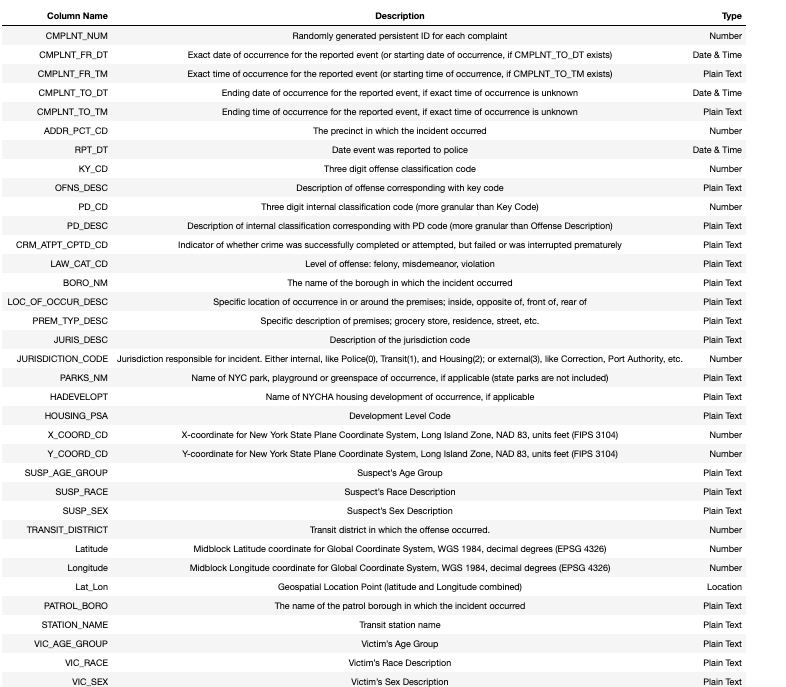 Column Name Description Type
CMPLNT_NUM Randomly generated persistent ID for each complaint Number
CMPLNT_FR_DT Exact date of occurrence for the reported event (or starting date of occurrence, if CMPLNT_TO_DT exists) Date & Time
CMPLNT_FR_TM Exact time of occurrence for the reported event (or starting time of occurrence, if CMPLNT_TO_TM exists) Plain Text
CMPLNT_TO_DT Ending date of occurrence for the reported event, if exact time of occurrence is unknown Date & Time
CMPLNT_TO_TM Ending time of occurrence for the reported event, if exact time of occurrence is unknown Plain Text
ADDR_PCT_CD The precinct in which the incident occurred Number
RPT_DT Date event was reported to police Date & Time
KY_CD Three digit offense classification code Number
OFNS_DESC Description of offense corresponding with key code Plain Text
PD_CD Three digit internal classification code (more granular than Key Code) Number
PD_DESC Description of internal classification corresponding with PD code (more granular than Offense Description) Plain Text
CRM_ATPT_CPTD_CD Indicator of whether crime was successfully completed or attempted, but failed or was interrupted prematurely Plain Text
LAW_CAT_CD Level of offense: felony, misdemeanor, violation Plain Text
BORO_NM The name of the borough in which the incident occurred Plain Text
LOC_OF_OCCUR_DESC Specific location of occurrence in or around the premises; inside, opposite of, front of, rear of Plain Text
PREM_TYP_DESC Specific description of premises; grocery store, residence, street, etc. Plain Text
JURIS_DESC Description of the jurisdiction code Plain Text
JURISDICTION_CODE Jurisdiction responsible for incident. Either internal, like Police(0), Transit(1), and Housing(2); or external(3), like Correction, Port Authority, etc. Number
PARKS_NM Name of NYC park, playground or greenspace of occurrence, if applicable (state parks are not included) Plain Text
HADEVELOPT Name of NYCHA housing development of occurrence, if applicable Plain Text
HOUSING_PSA Development Level Code Plain Text
X_COORD_CD X-coordinate for New York State Plane Coordinate System, Long Island Zone, NAD 83, units feet (FIPS 3104) Number
Y_COORD_CD Y-coordinate for New York State Plane Coordinate System, Long Island Zone, NAD 83, units feet (FIPS 3104) Number
SUSP_AGE_GROUP Suspect's Age Group Plain Text
SUSP_RACE Suspect's Race Description Plain Text
SUSP_SEX Suspect's Sex Description Plain Text
TRANSIT_DISTRICT Transit district in which the offense occurred. Number
Latitude Midblock Latitude coordinate for Global Coordinate System, WGS 1984, decimal degrees (EPSG 4326) Number
Longitude Midblock Longitude coordinate for Global Coordinate System, WGS 1984, decimal degrees (EPSG 4326) Number
Lat_Lon Geospatial Location Point (latitude and Longitude combined) Location
PATROL_BORO The name of the patrol borough in which the incident occurred Plain Text
STATION_NAME Transit station name Plain Text
VIC_AGE_GROUP Victim's Age Group Plain Text
VIC_RACE Victim's Race Description Plain Text
VIC_SEX Victim's Sex Description Plain Text